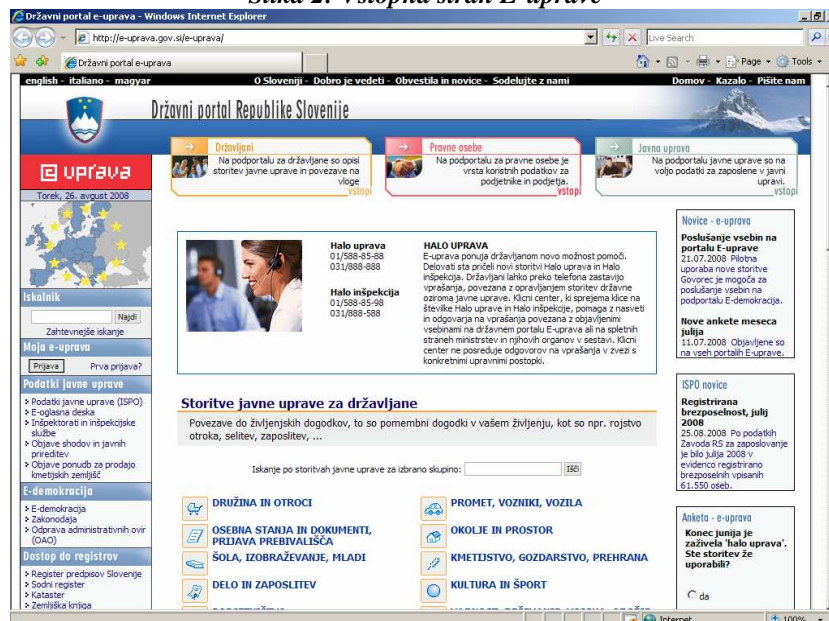 Slika 2: Vstopna stran E-uprave
Državni portal e-uprava - Windows Internet Explorer
http://e-uprava.gov.si/e-uprava/
Live Search
Državni portal e-uprava
Page
Tools
english - italiano - magyar
O Sloveniji - Dobro je vedeti - Obvestila in novice - Sodelujte z nami
Domov - Kazalo - Pišite nam
Državni portal Republike Slovenije
Državljani
Na podportalu za državljane so opisi
storitev javne uprave in povezave na
vloge
vstopi
Pravne osebe
Na podportalu za pravne osebe je
vrsta koristnih podatkov za
podjetnike in podjetja.
vstopi
Javna uprava
Na podportalu javne uprave so na
voljo podatki za zaposlene v javni
upravi.
vstopi
e uprava
Torek, 26. avgust 2008
Iskalnik
Najdi
Zahtevnejše iskanje
Moja e-uprava
Prijava
Prva prijava?
Podatki javne uprave
Podatki javne uprave (ISPO)
E-oglasna deska
Inšpektorati in inšpekcijske
službe
Objave shodov in javnih
prireditev
Objave ponudb za prodajo
kmetijskih zemljišč
E-demokracija
E-demokracija
Zakonodaja
Odprava administrativnih ovir
(OAO)
Dostop do registrov
Register predpisov Slovenije
Sodni register
Kataster
Zemljiška knjiga
Halo uprava
01/588-85-88
031/888-888
Halo inšpekcija
01/588-85-98
031/888-588
HALO UPRAVA
E-uprava ponuja državljanom novo možnost pomoči.
Delovati sta pričeli novi storitvi Halo uprava in Halo
inšpekcija. Državljani lahko preko telefona zastavijo
vprašanja, povezana z opravljanjem storitev državne
oziroma javne uprave. Klicni center, ki sprejema klice na
številke Halo uprave in Halo inšpekcije, pomaga z nasveti
in odgovarja na vprašanja povezana z objavljenimi
vsebinami na državnem portalu E-uprava ali na spletnih
straneh ministrstev in njihovih organov v sestavi. Klicni
center ne posreduje odgovorov na vprašanja v zvezi s
konkretnimi upravnimi postopki.
Storitve javne uprave za državljane
Povezave do življenjskih dogodkov, to so pomembni dogodki v vašem življenju, kot so npr. rojstvo
otroka, selitev, zaposlitev, ...
Iskanje po storitvah javne uprave za izbrano skupino:
Išči
DRUŽINA IN OTROCI
OSEBNA STANJA IN DOKUMENTI,
PRIJAVA PREBIVALIŠČA
ŠOLA, IZOBRAŽEVANJE, MLADI
DELO IN ZAPOSLITEV
PROMET, VOZNIKI, VOZILA
OKOLJE IN PROSTOR
KMETIJSTVO, GOZDARSTVO, PREHRANA
KULTURA IN ŠPORT
Novice - e-uprava
Poslušanje vsebin na
portalu E-uprave
21.07.2008 Pilotna
uporaba nove storitve
Govorec je mogoča za
poslušanje vsebin na
podportalu E-demokracija.
Nove ankete meseca
julija
11.07.2008 Objavljene so
na vseh portalih E-uprave.
ISPO novice
Registrirana
brezposelnost, julij
2008
25.08.2008 Po podatkih
Zavoda RS za zaposlovanje
je bilo julija 2008 v
evidenco registrirano
brezposelnih vpisanih
61.550 oseb.
Anketa - e-uprava
Konec junija je
zaživela 'halo uprava'.
Ste storitev že
uporabili?
da
Internet
100%